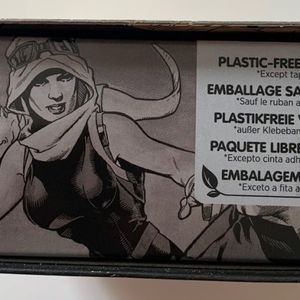 PLASTIC-FREE
*Except tap
EMBALLAGE SA
*Sauf le ruban a
PLASTIKFREIE
*außer Klebeban
PAQUETE LIBRE
*Excepto cinta adh
EMBALAGEM
*Exceto a fita a